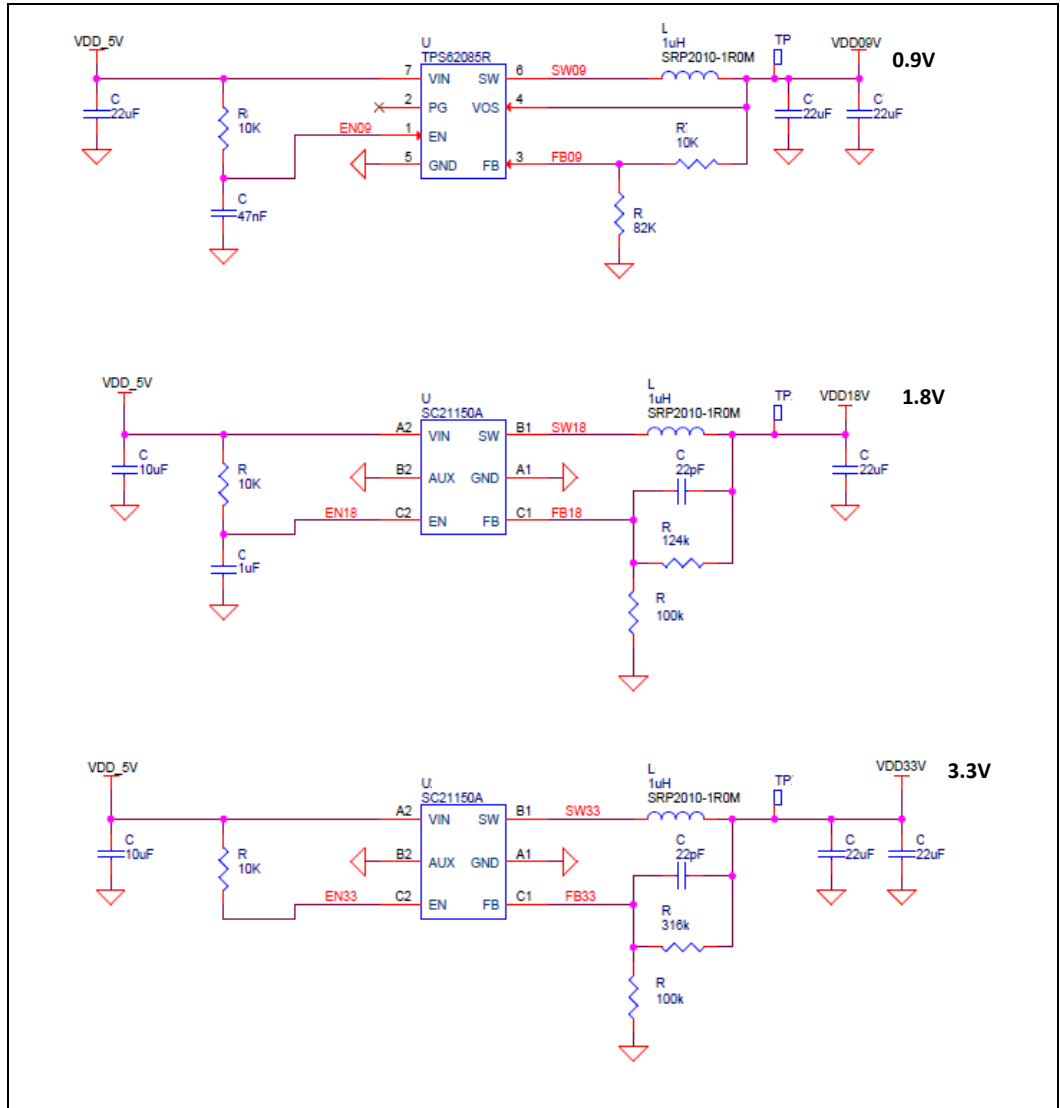 VDD_5V
C
22uF
R
10K
C
47nF
EN09
U
TPS62085R
7 VIN SW 6
2 PG VOS 4
1 EN
5 GND FB 3
SW09
FB09
L
1uH
SRP2010-1R0M
R
10K
R
82K
TP
C
22uF
C
22uF
VDD09V
0.9V
VDD_5V
C
10uF
R
10K
C
1uF
EN18
U
SC21150A
A2 VIN SW B1
B2 AUX GND A1
C2 EN FB C1
SW18
FB18
L
1uH
SRP2010-1R0M
C
22pF
R
124k
R
100k
TP
VDD18V
C
22uF
1.8V
VDD_5V
C
10uF
R
10K
EN33
U
SC21150A
A2 VIN SW B1
B2 AUX GND A1
C2 EN FB C1
SW33
FB33
L
1uH
SRP2010-1R0M
C
22pF
R
316k
R
100k
TP
C
22uF
C
22uF
VDD33V
3.3V